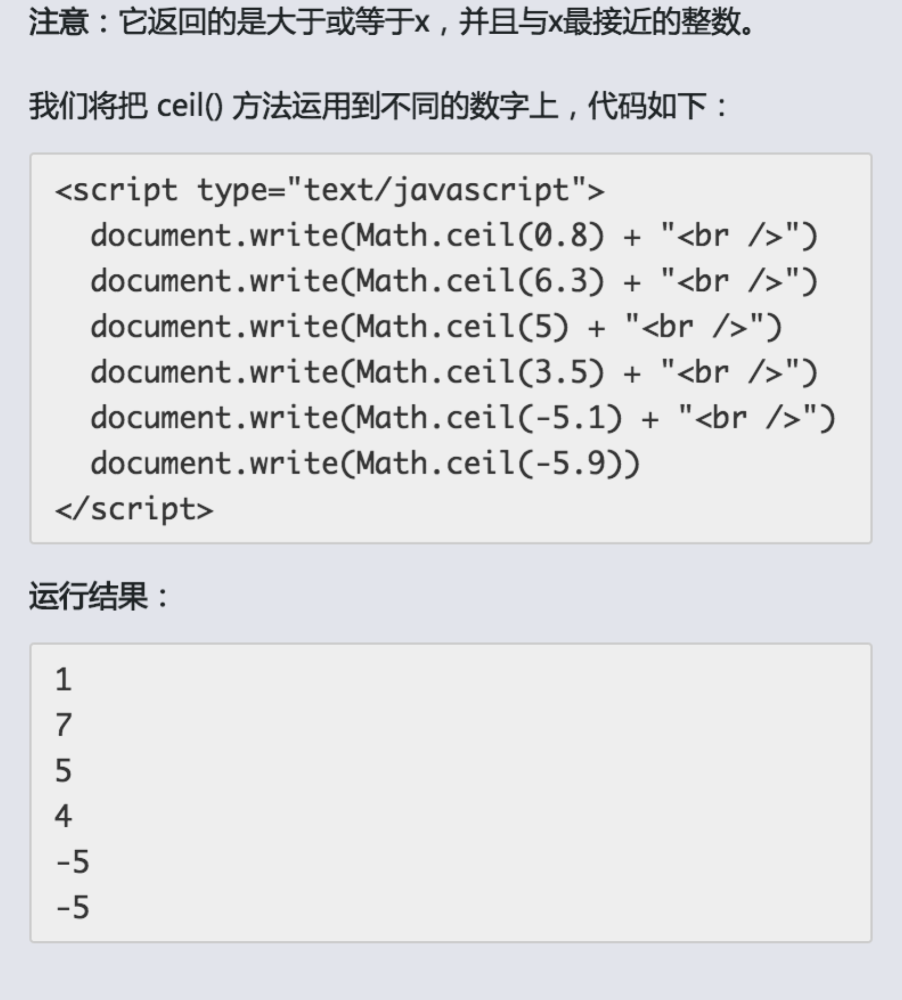 注意：它返回的是大于或等于x，并且与x最接近的整数。
我们将把 ceil() 方法运用到不同的数字上，代码如下：
<script type="text/javascript">
  document.write(Math.ceil(0.8) + "<br />")
  document.write(Math.ceil(6.3) + "<br />")
  document.write(Math.ceil(5) + "<br />")
  document.write(Math.ceil(3.5) + "<br />")
  document.write(Math.ceil(-5.1) + "<br />")
  document.write(Math.ceil(-5.9))
</script>
运行结果：
1
7
5
4
-5
-5